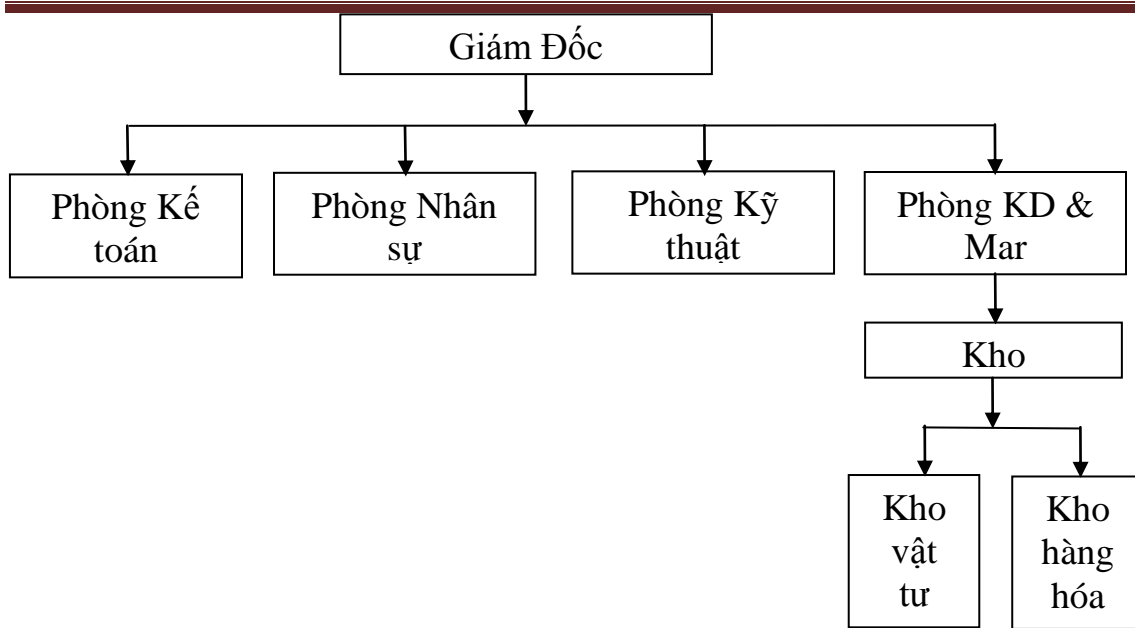 Giám Đốc
Phòng Kế
toán
Phòng Nhân
sự
Phòng Kỹ
thuật
Phòng KD &
Mar
Kho
Kho
vật
tư
Kho
hàng
hóa